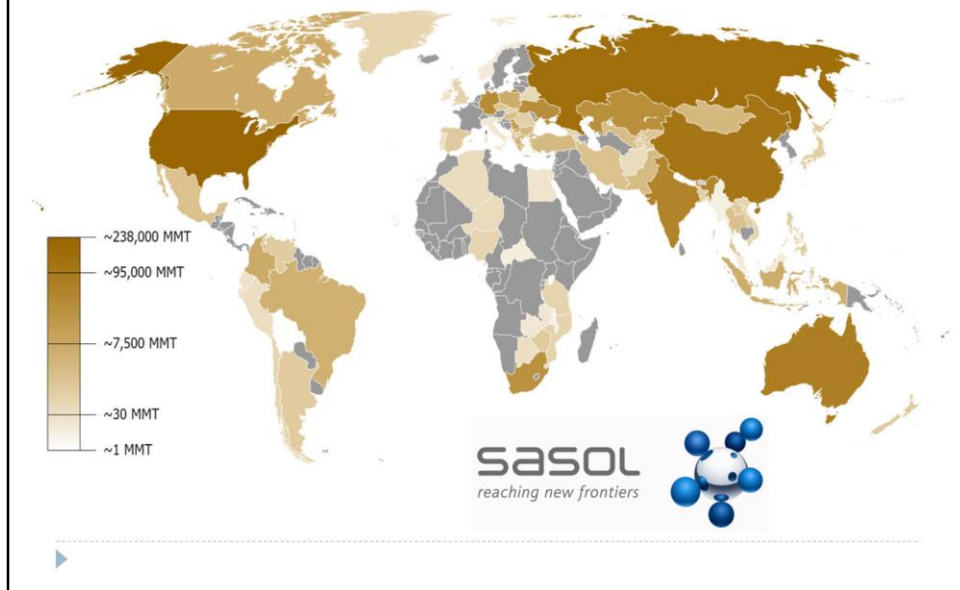 ~238,000 MMT
~95,000 MMT
~7,500 MMT
~30 MMT
~1 MMT
sasol
reaching new frontiers